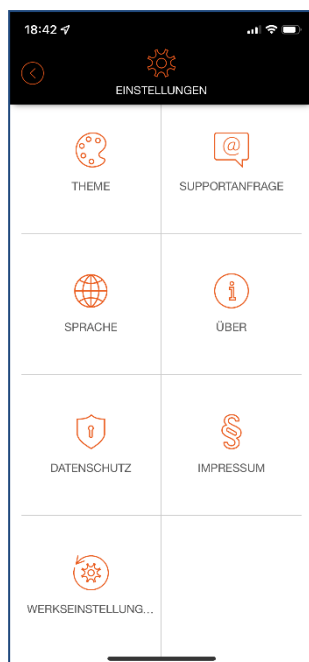 18:42
EINSTELLUNGEN
THEME
SUPPORTANFRAGE
SPRACHE
ÜBER
DATENSCHUTZ
IMPRESSUM
WERKSEINSTELLUNG...